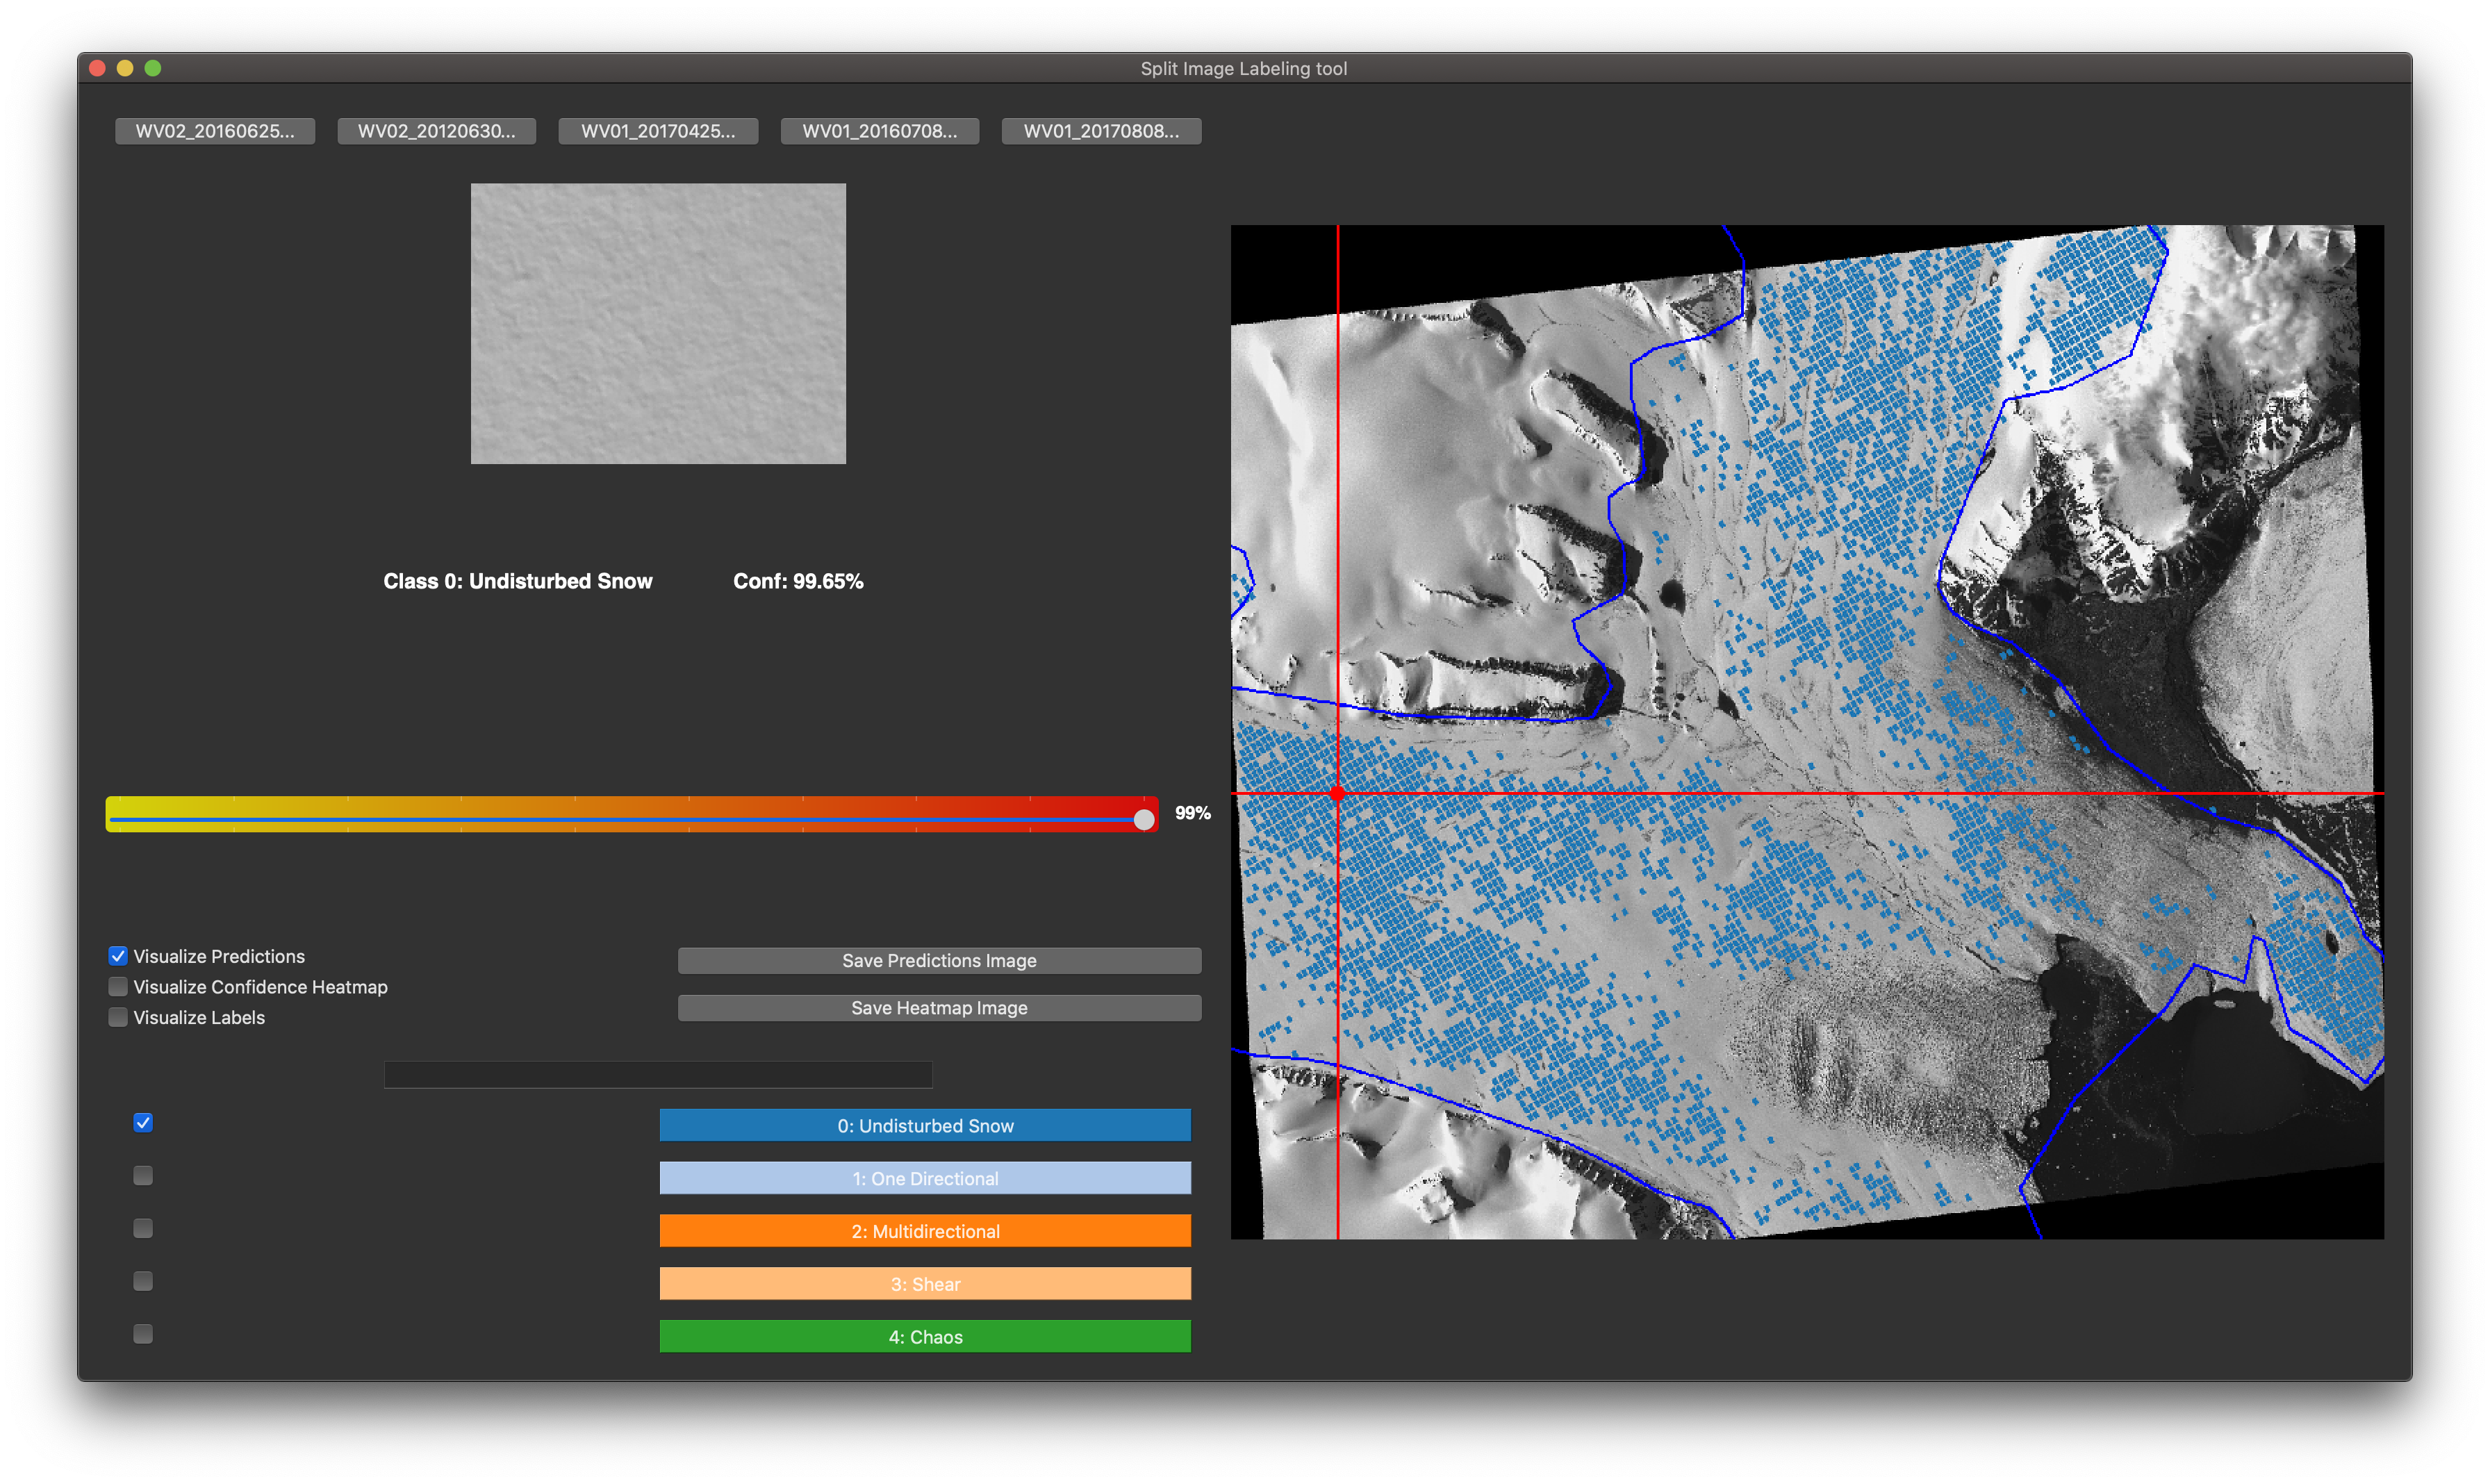 Split Image Labeling tool
WV02_20160625... WV02_20120630... WV01_20170425... WV01_20160708... WV01_20170808...
Class 0: Undisturbed Snow Conf: 99.65%
99%
Visualize Predictions
Visualize Confidence Heatmap
Visualize Labels
Save Predictions Image
Save Heatmap Image
0: Undisturbed Snow
1: One Directional
2: Multidirectional
3: Shear
4: Chaos